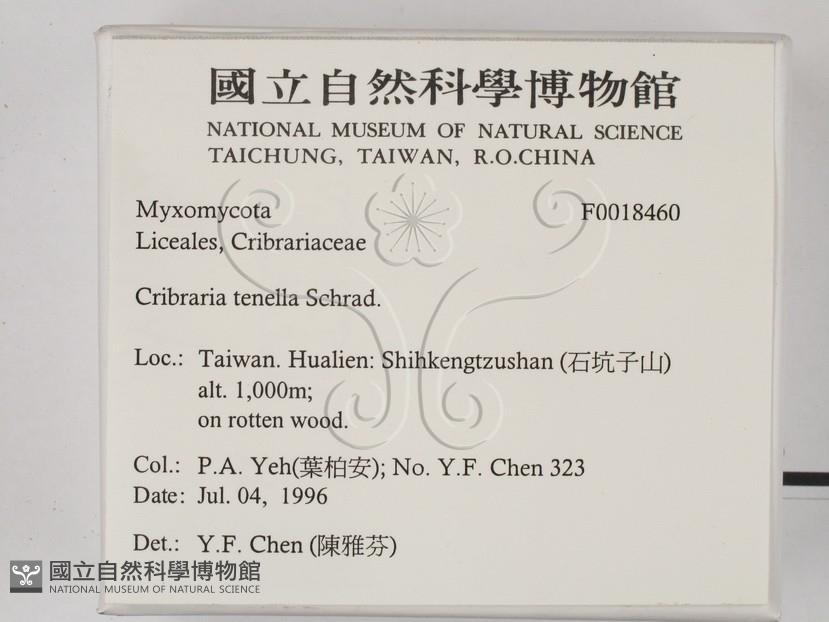 國立自然科學博物館
NATIONAL MUSEUM OF NATURAL SCIENCE
TAICHUNG, TAIWAN, R.O.CHINA
Myxomycota F0018460
Liceales, Cribrariaceae
Cribraria tenella Schrad.
Loc.: Taiwan. Hualien: Shihkengtzushan (石坑子山)
alt. 1,000m;
on rotten wood.
Col.: P.A. Yeh(葉柏安); No. Y.F. Chen 323
Date: Jul. 04, 1996
Det.: Y.F. Chen (陳雅芬)
國立自然科學博物館
NATIONAL MUSEUM OF NATURAL SCIENCE